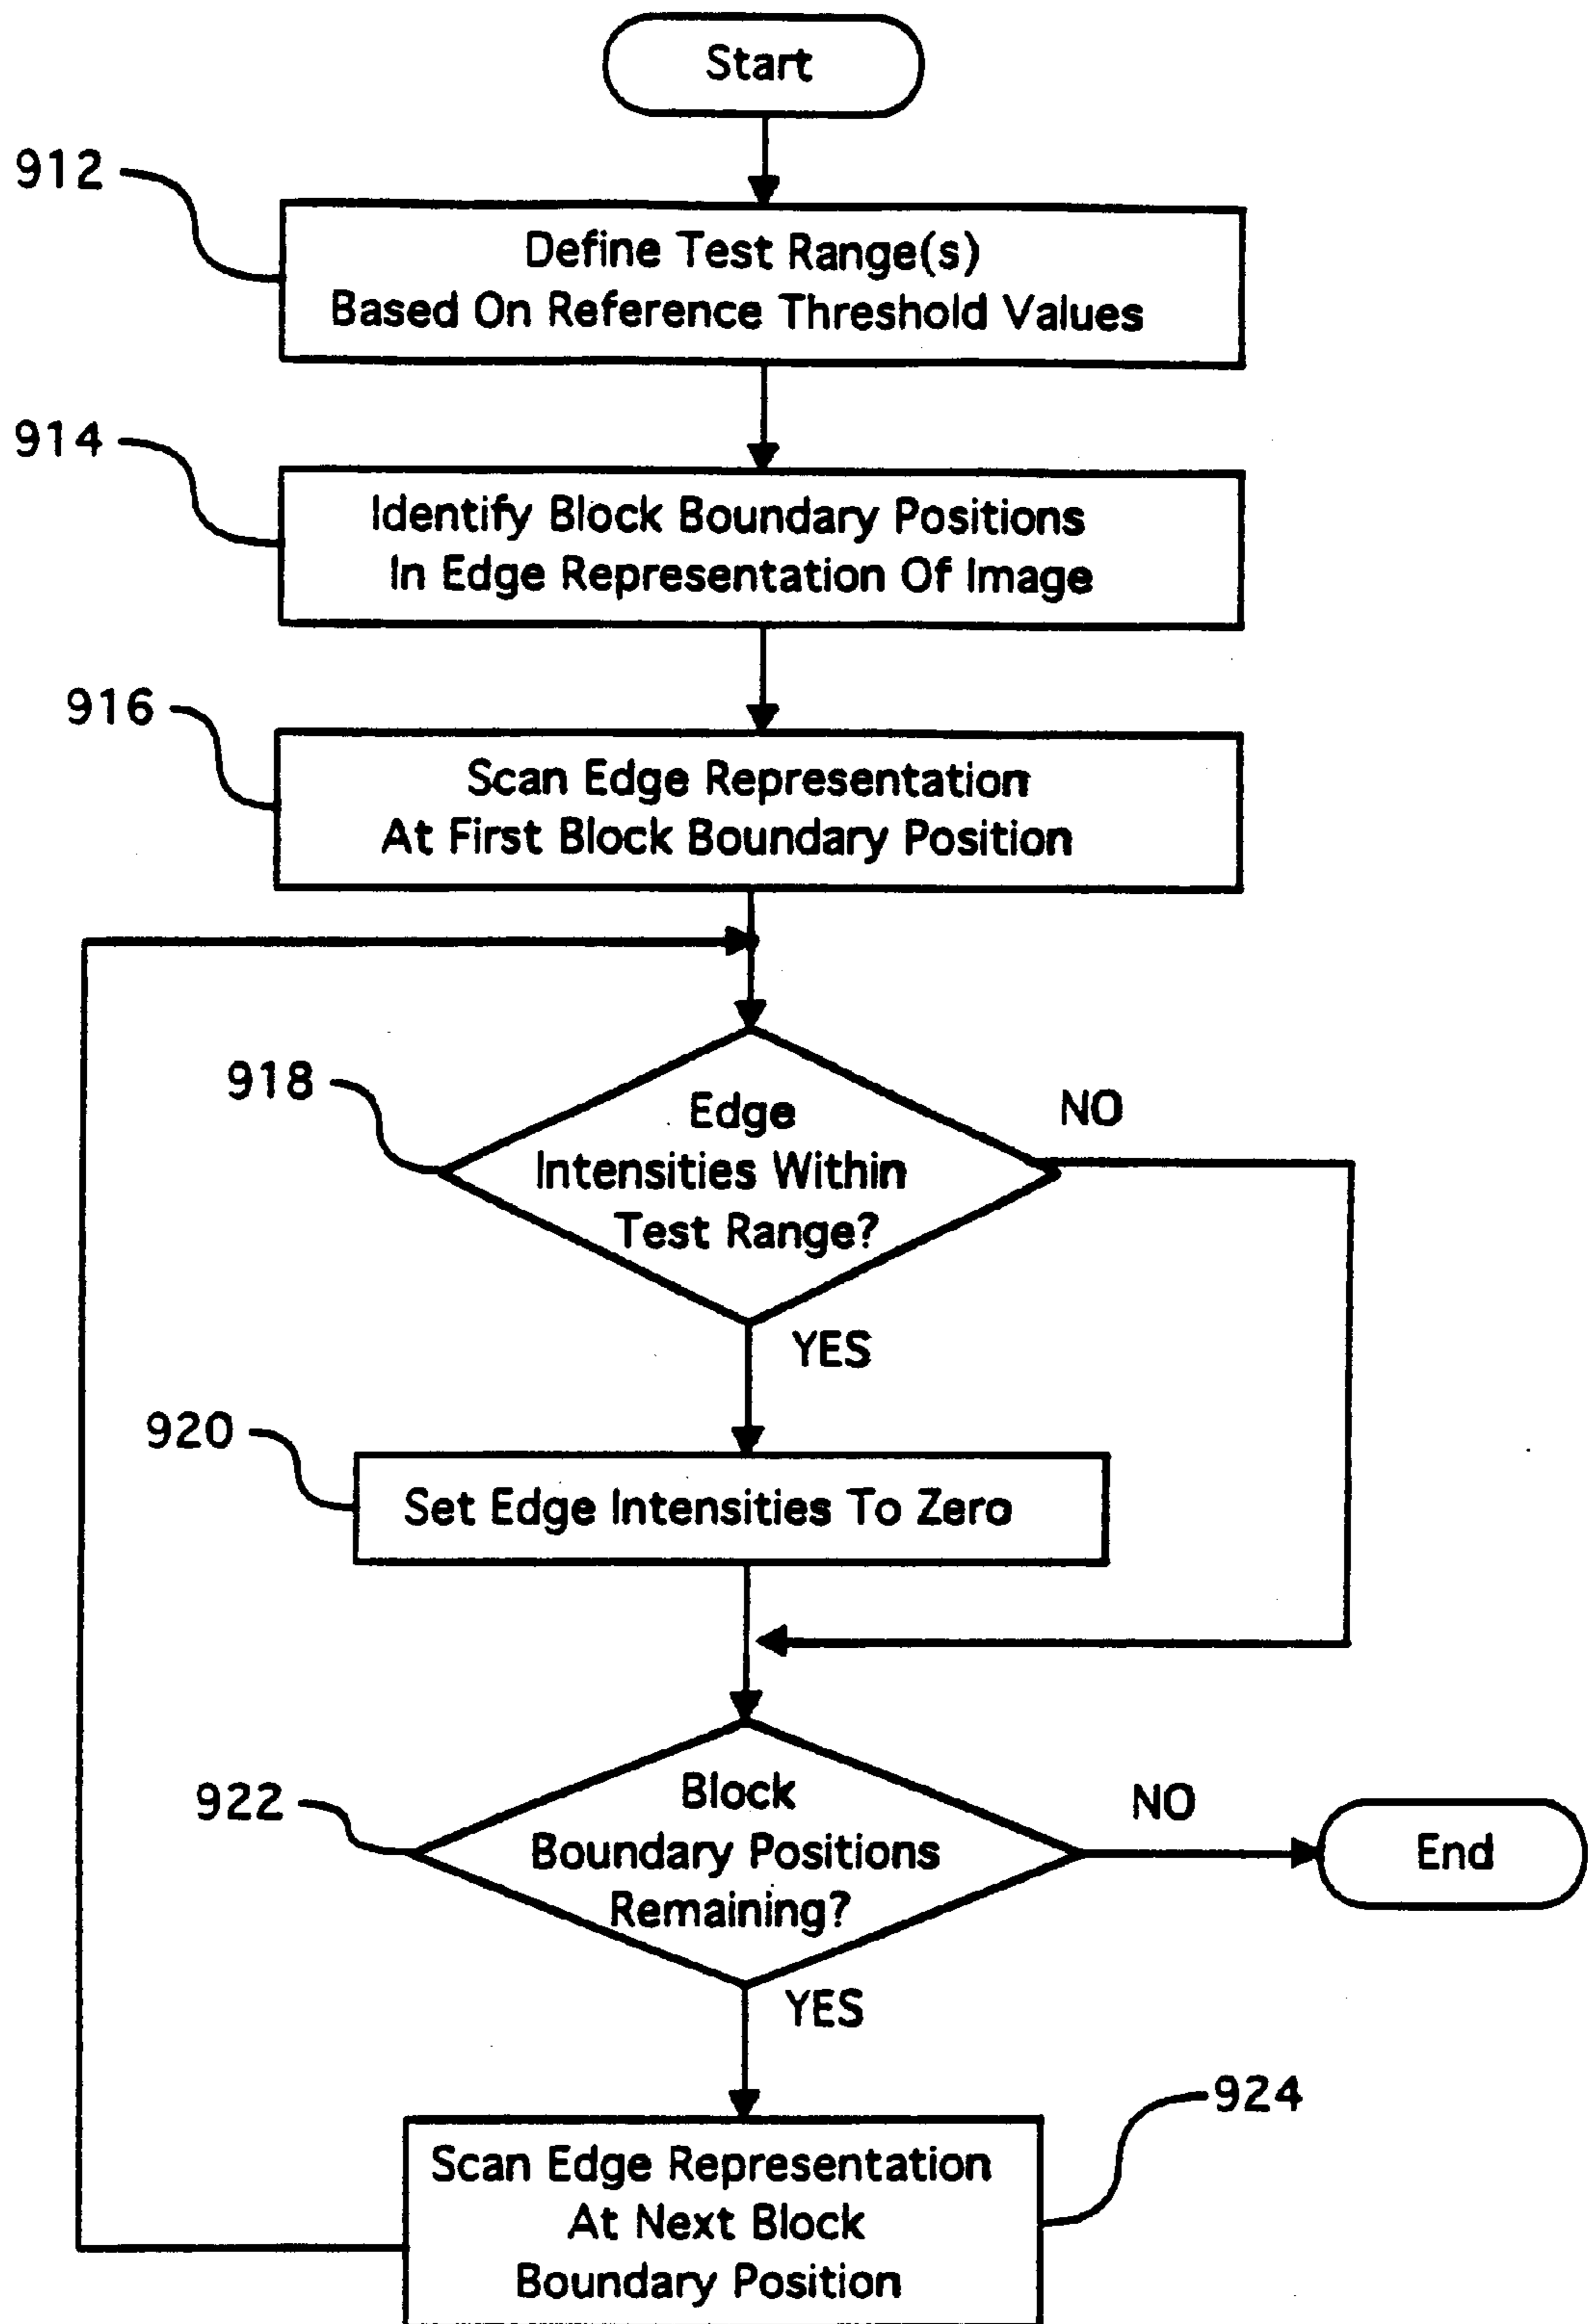 Start
912
Define Test Range(s)
Based On Reference Threshold Values
914
Identify Block Boundary Positions
In Edge Representation Of Image
916
Scan Edge Representation
At First Block Boundary Position
918
Edge
Intensities Within
Test Range?
NO
YES
920
Set Edge Intensities To Zero
922
Block
Boundary Positions
Remaining?
NO
End
YES
924
Scan Edge Representation
At Next Block
Boundary Position